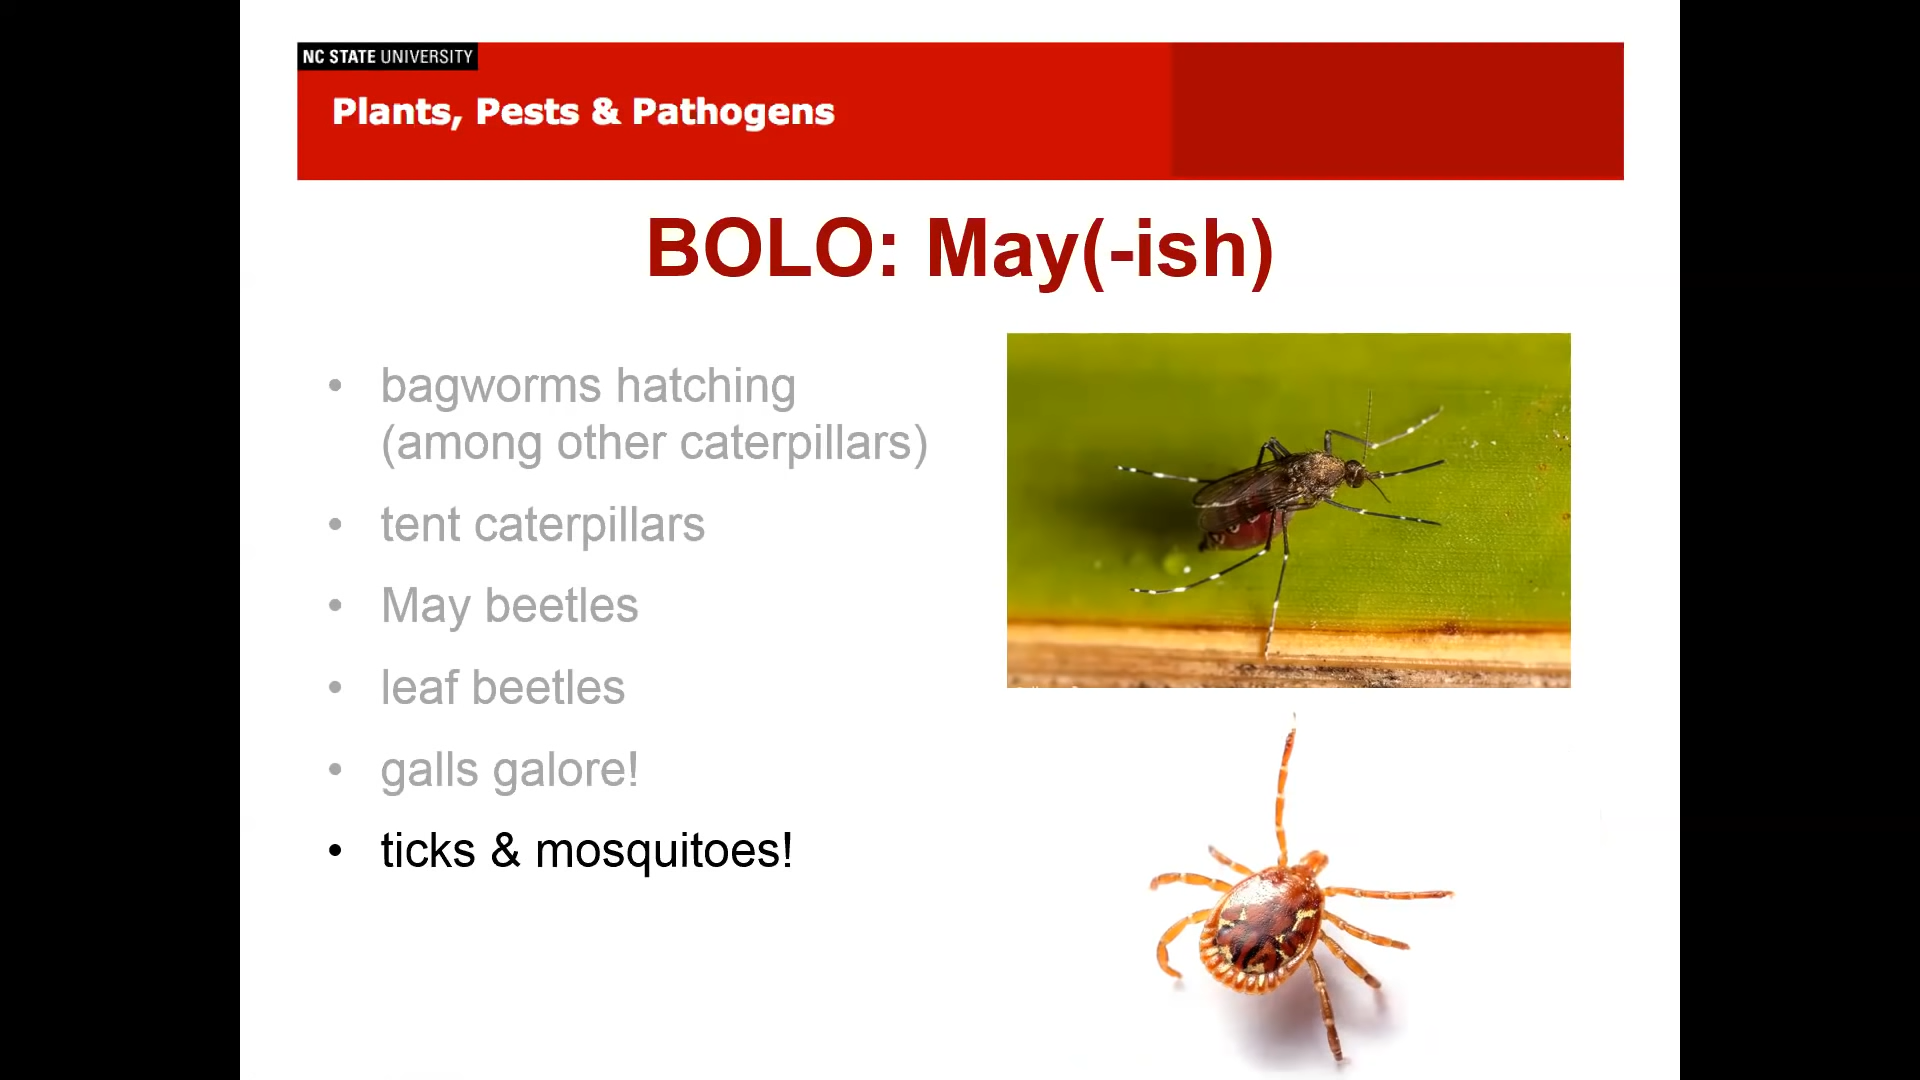 NC STATE UNIVERSITY
Plants, Pests & Pathogens
BOLO: May(-ish)
• bagworms hatching
(among other caterpillars)
• tent caterpillars
• May beetles
• leaf beetles
• galls galore!
• ticks & mosquitoes!